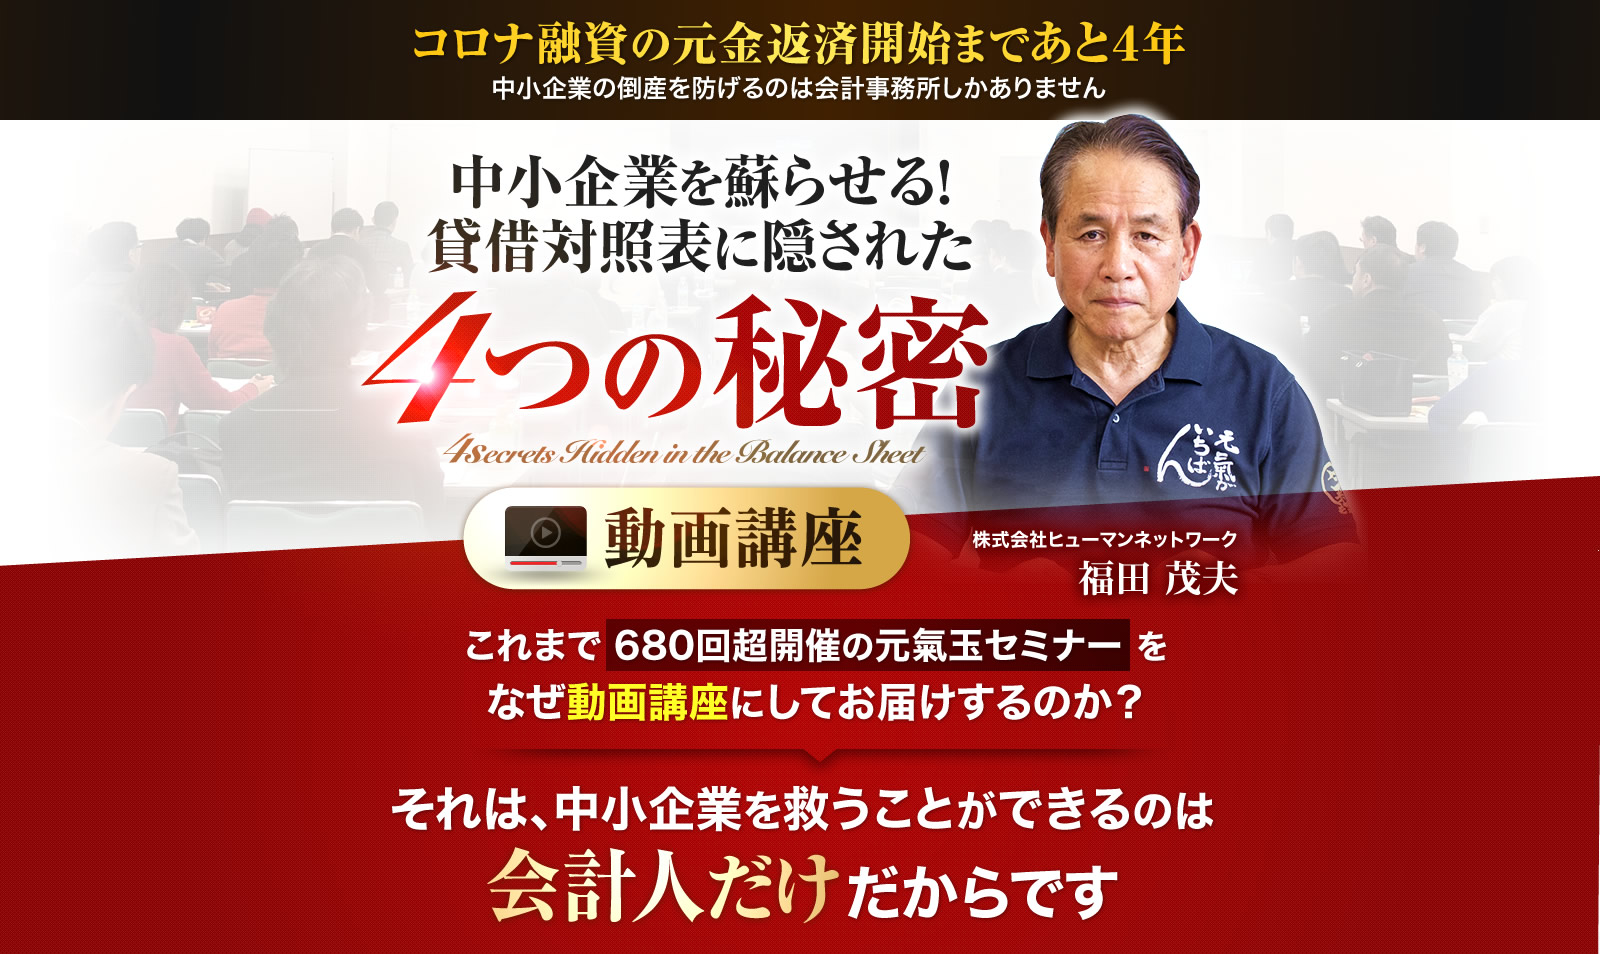 コロナ融資の元金返済開始まであと4年
中小企業の倒産を防げるのは会計事務所しかありません
中小企業を蘇らせる!
貸借対照表に隠された
4つの秘密
4Secrets Hidden in the Balance Sheet
動画講座
元氣が
いちばん
株式会社ヒューマンネットワーク
福田 茂夫
これまで 680回超開催の元氣玉セミナー を
なぜ動画講座にしてお届けするのか?
それは、中小企業を救うことができるのは
会計人だけだからです